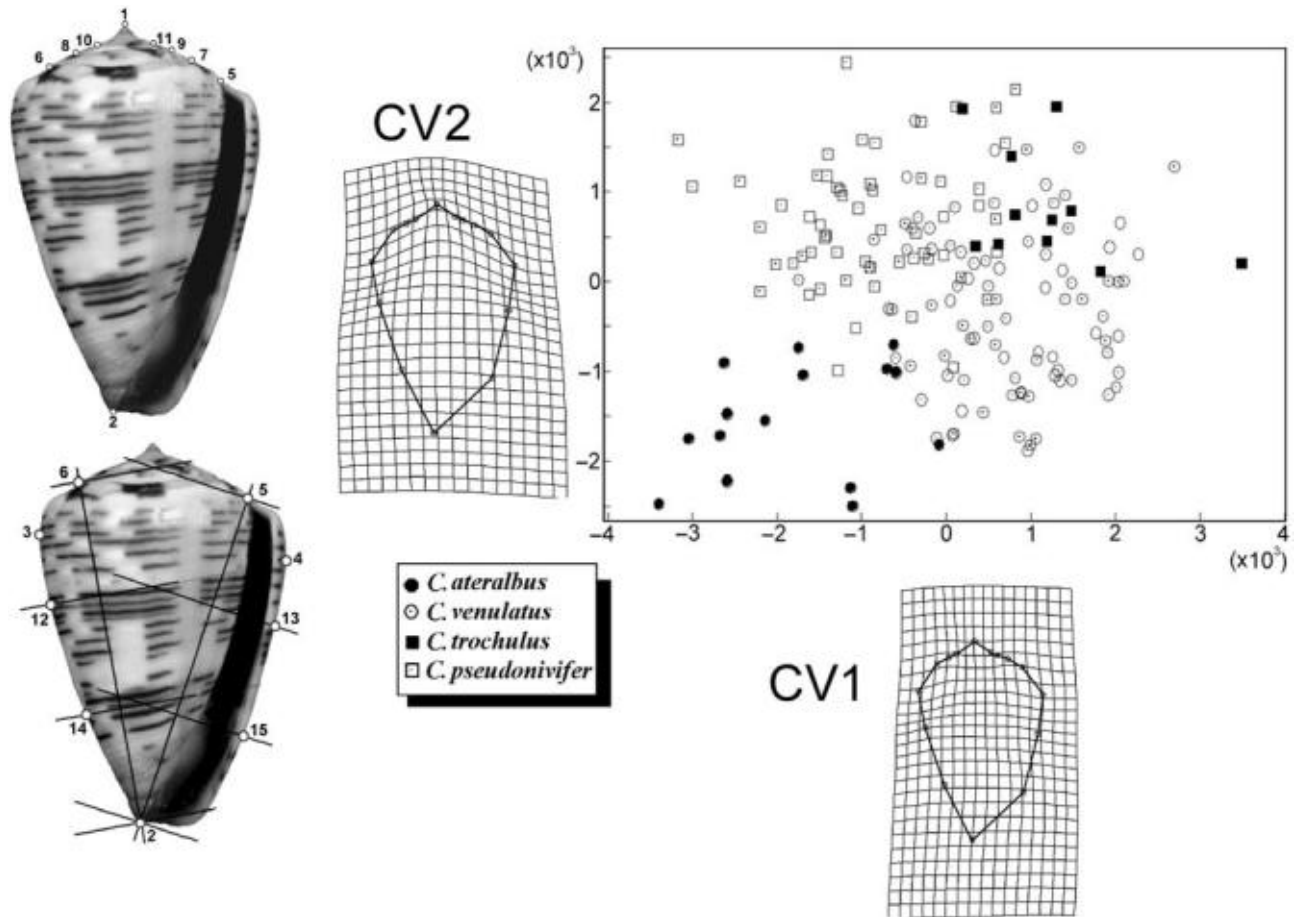 1
8 10 11 9
6 7
5
2
CV2
(x10³)
2
1
0
−1
−2
−4 −3 −2 −1 0 1 2 3 4
(x10³)
6
5
3
4
12
13
14
15
2
C. ateralbus
C. venulatus
C. trochulus
C. pseudonivifer
CV1